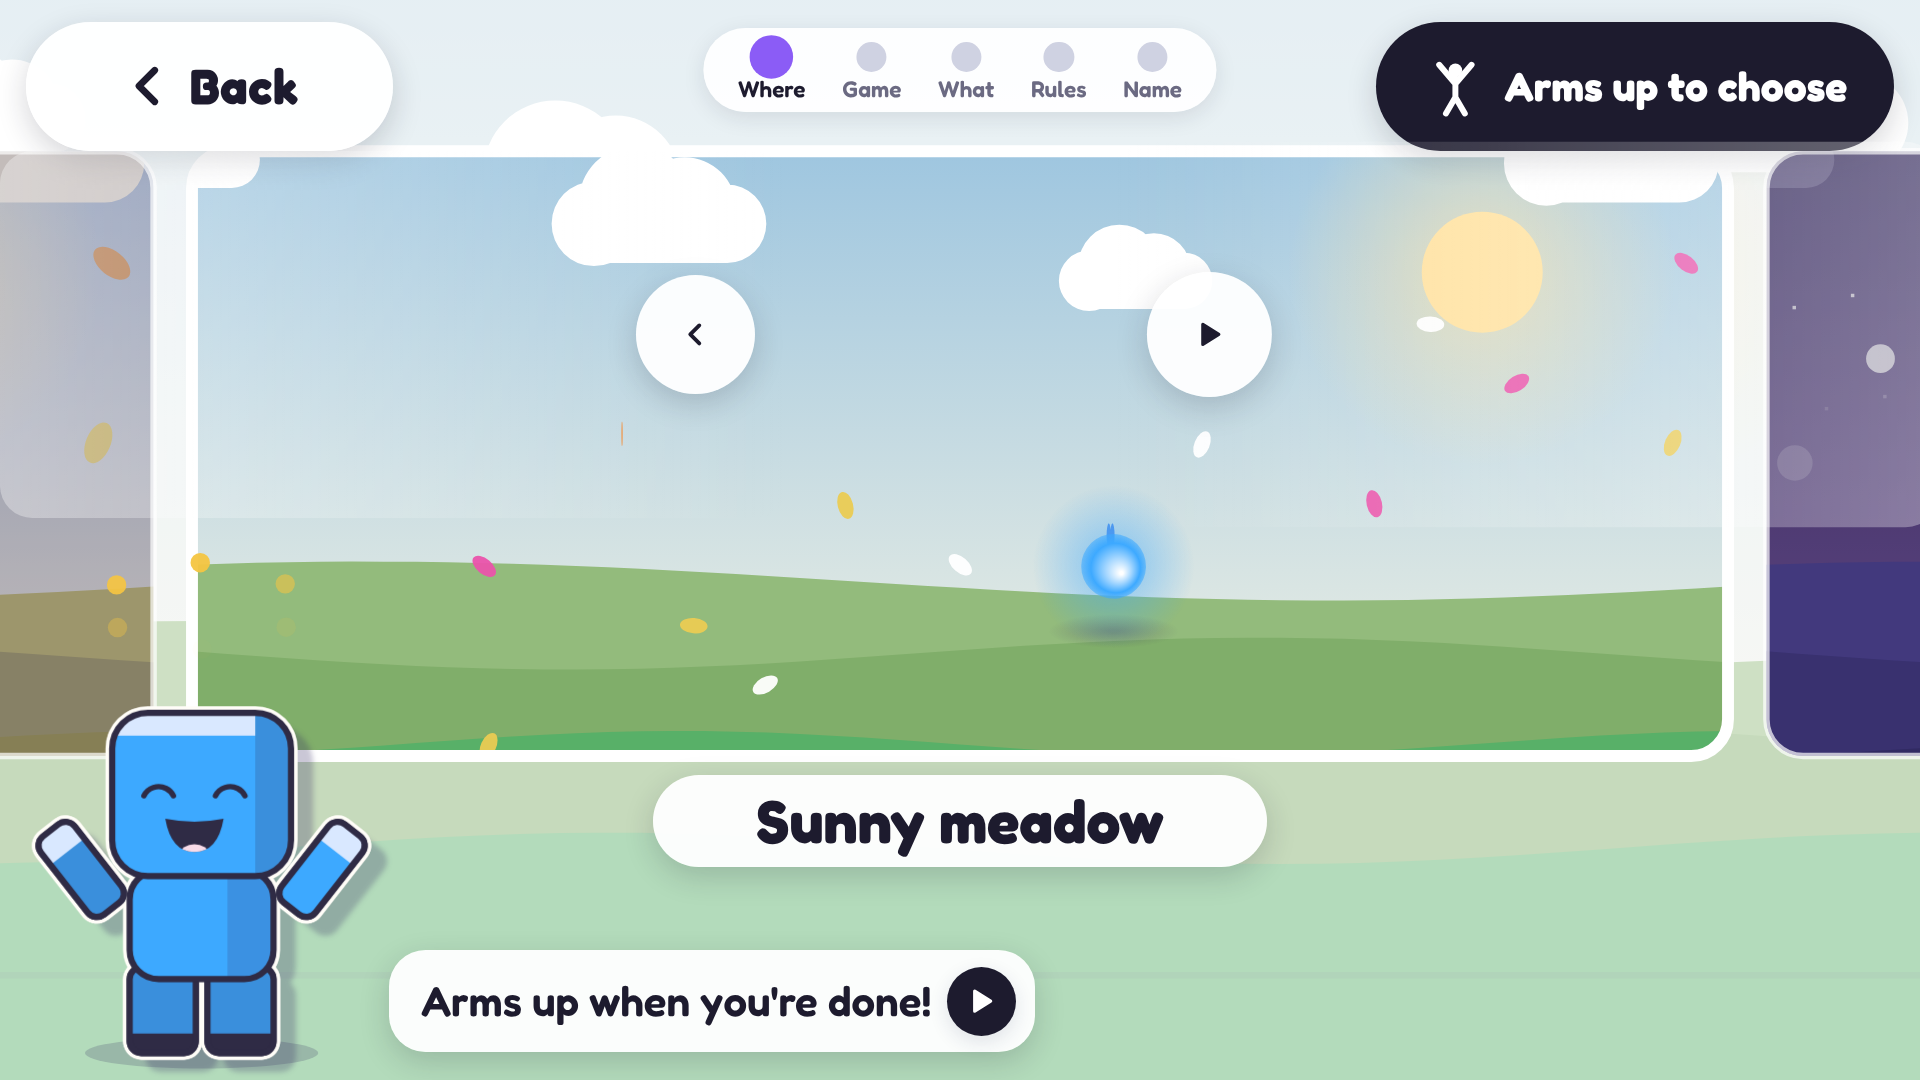 Back
Where
Game
What
Rules
Name
Arms up to choose
Sunny meadow
Arms up when you're done!